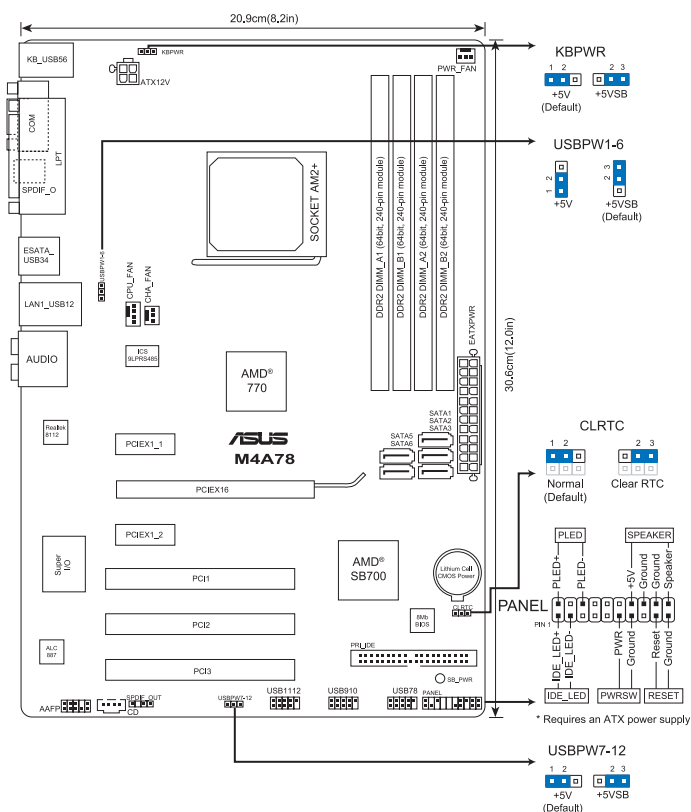 20.9cm(8.2in)
KB_USB56
KBPWR
ATX12V
PWR_FAN
KBPWR
1 2
2 3
+5V
(Default)
+5VSB
COM
LPT
SPDIF_O
SOCKET AM2+
DDR2 DIMM_A1 (64bit, 240-pin module)
DDR2 DIMM_B1 (64bit, 240-pin module)
DDR2 DIMM_A2 (64bit, 240-pin module)
DDR2 DIMM_B2 (64bit, 240-pin module)
USBPW1-6
1 2
2 3
+5V
+5VSB
(Default)
ESATA_
USB34
USBPW1-6
CPU_FAN
CHA_FAN
LAN1_USB12
AUDIO
ICS
9LPRS485
AMD®
770
EATXPWR
30.6cm(12.0in)
Realtek
8112
PCIEX1_1
ASUS
M4A78
SATA1
SATA2
SATA3
SATA5
SATA6
CLRTC
1 2
2 3
Normal
(Default)
Clear RTC
PCIEX16
PCIEX1_2
Super
I/O
AMD®
SB700
Lithium Cell
CMOS Power
CLRTC
PCI1
PCI2
PCI3
8Mb
BIOS
ALC
887
PRI_IDE
SB_PWR
PLED
SPEAKER
PLED+
PLED-
+5V
Ground
Ground
Speaker-
PANEL
PIN 1
IDE_LED+
IDE_LED-
PWR
Ground
Reset
Ground
IDE_LED
PWRSW
RESET
* Requires an ATX power supply
AAFP
CD
SPDIF_OUT
USBPW7-12
USB1112
USB910
USB78
PANEL
USBPW7-12
1 2
2 3
+5V
(Default)
+5VSB